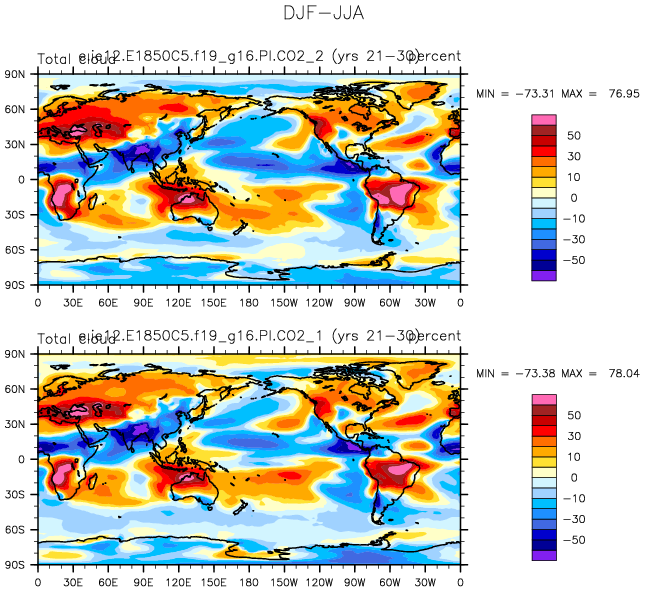 DJF-JJA
Total Cloud e.ie12.E1850C5.f19_g16.PI.CO2_2 (yrs 21-30) percent
MIN = -73.31 MAX = 76.95
90N
60N
30N
0
30S
60S
90S
0 30E 60E 90E 120E 150E 180 150W 120W 90W 60W 30W 0
50
30
10
0
-10
-30
-50
Total Cloud e.ie12.E1850C5.f19_g16.PI.CO2_1 (yrs 21-30) percent
MIN = -73.38 MAX = 78.04
90N
60N
30N
0
30S
60S
90S
0 30E 60E 90E 120E 150E 180 150W 120W 90W 60W 30W 0
50
30
10
0
-10
-30
-50